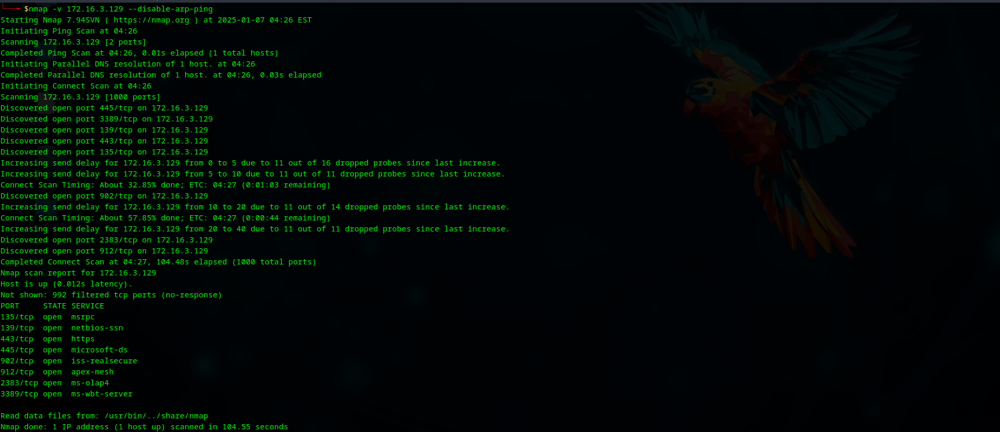 $nmap -v 172.16.3.129 --disable-arp-ping
Starting Nmap 7.94SVN ( https://nmap.org ) at 2025-01-07 04:26 EST
Initiating Ping Scan at 04:26
Scanning 172.16.3.129 [2 ports]
Completed Ping Scan at 04:26, 0.01s elapsed (1 total hosts)
Initiating Parallel DNS resolution of 1 host. at 04:26
Completed Parallel DNS resolution of 1 host. at 04:26, 0.03s elapsed
Initiating Connect Scan at 04:26
Scanning 172.16.3.129 [1000 ports]
Discovered open port 445/tcp on 172.16.3.129
Discovered open port 3389/tcp on 172.16.3.129
Discovered open port 139/tcp on 172.16.3.129
Discovered open port 443/tcp on 172.16.3.129
Discovered open port 135/tcp on 172.16.3.129
Increasing send delay for 172.16.3.129 from 0 to 5 due to 11 out of 16 dropped probes since last increase.
Increasing send delay for 172.16.3.129 from 5 to 10 due to 11 out of 11 dropped probes since last increase.
Connect Scan Timing: About 32.85% done; ETC: 04:27 (0:01:03 remaining)
Discovered open port 902/tcp on 172.16.3.129
Increasing send delay for 172.16.3.129 from 10 to 20 due to 11 out of 14 dropped probes since last increase.
Connect Scan Timing: About 57.85% done; ETC: 04:27 (0:00:44 remaining)
Increasing send delay for 172.16.3.129 from 20 to 40 due to 11 out of 11 dropped probes since last increase.
Discovered open port 2383/tcp on 172.16.3.129
Discovered open port 912/tcp on 172.16.3.129
Completed Connect Scan at 04:27, 104.48s elapsed (1000 total ports)
Nmap scan report for 172.16.3.129
Host is up (0.012s latency).
Not shown: 992 filtered tcp ports (no-response)
PORT     STATE SERVICE
135/tcp  open  msrpc
139/tcp  open  netbios-ssn
443/tcp  open  https
445/tcp  open  microsoft-ds
902/tcp  open  iss-realsecure
912/tcp  open  apex-mesh
2383/tcp open  ms-olap4
3389/tcp open  ms-wbt-server
Read data files from: /usr/bin/../share/nmap
Nmap done: 1 IP address (1 host up) scanned in 104.55 seconds